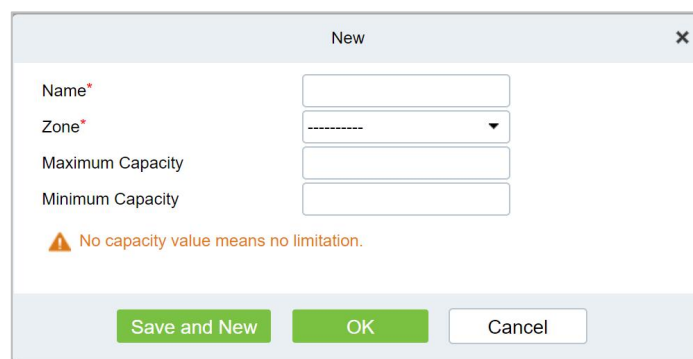 New
Name*
Zone*
----------
Maximum Capacity
Minimum Capacity
No capacity value means no limitation.
Save and New OK Cancel